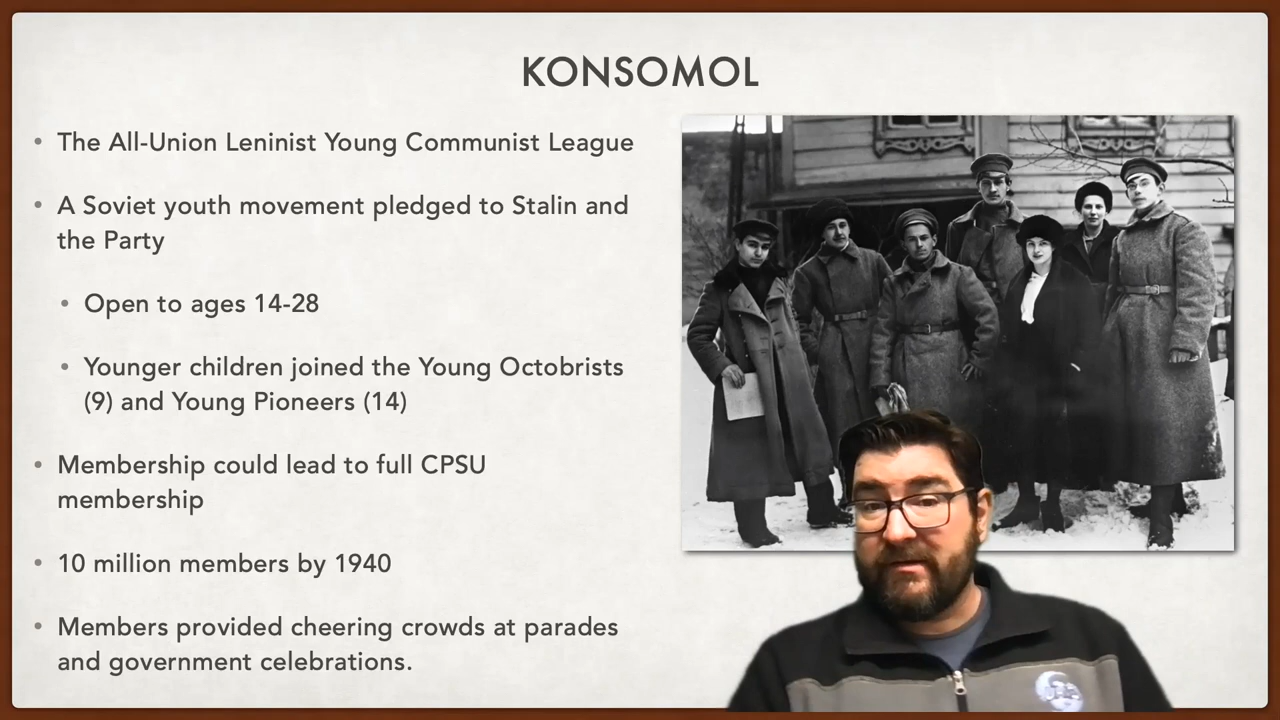 KONSOMOL
The All-Union Leninist Young Communist League
A Soviet youth movement pledged to Stalin and
the Party
Open to ages 14-28
Younger children joined the Young Octobrists
(9) and Young Pioneers (14)
Membership could lead to full CPSU
membership
10 million members by 1940
Members provided cheering crowds at parades
and government celebrations.